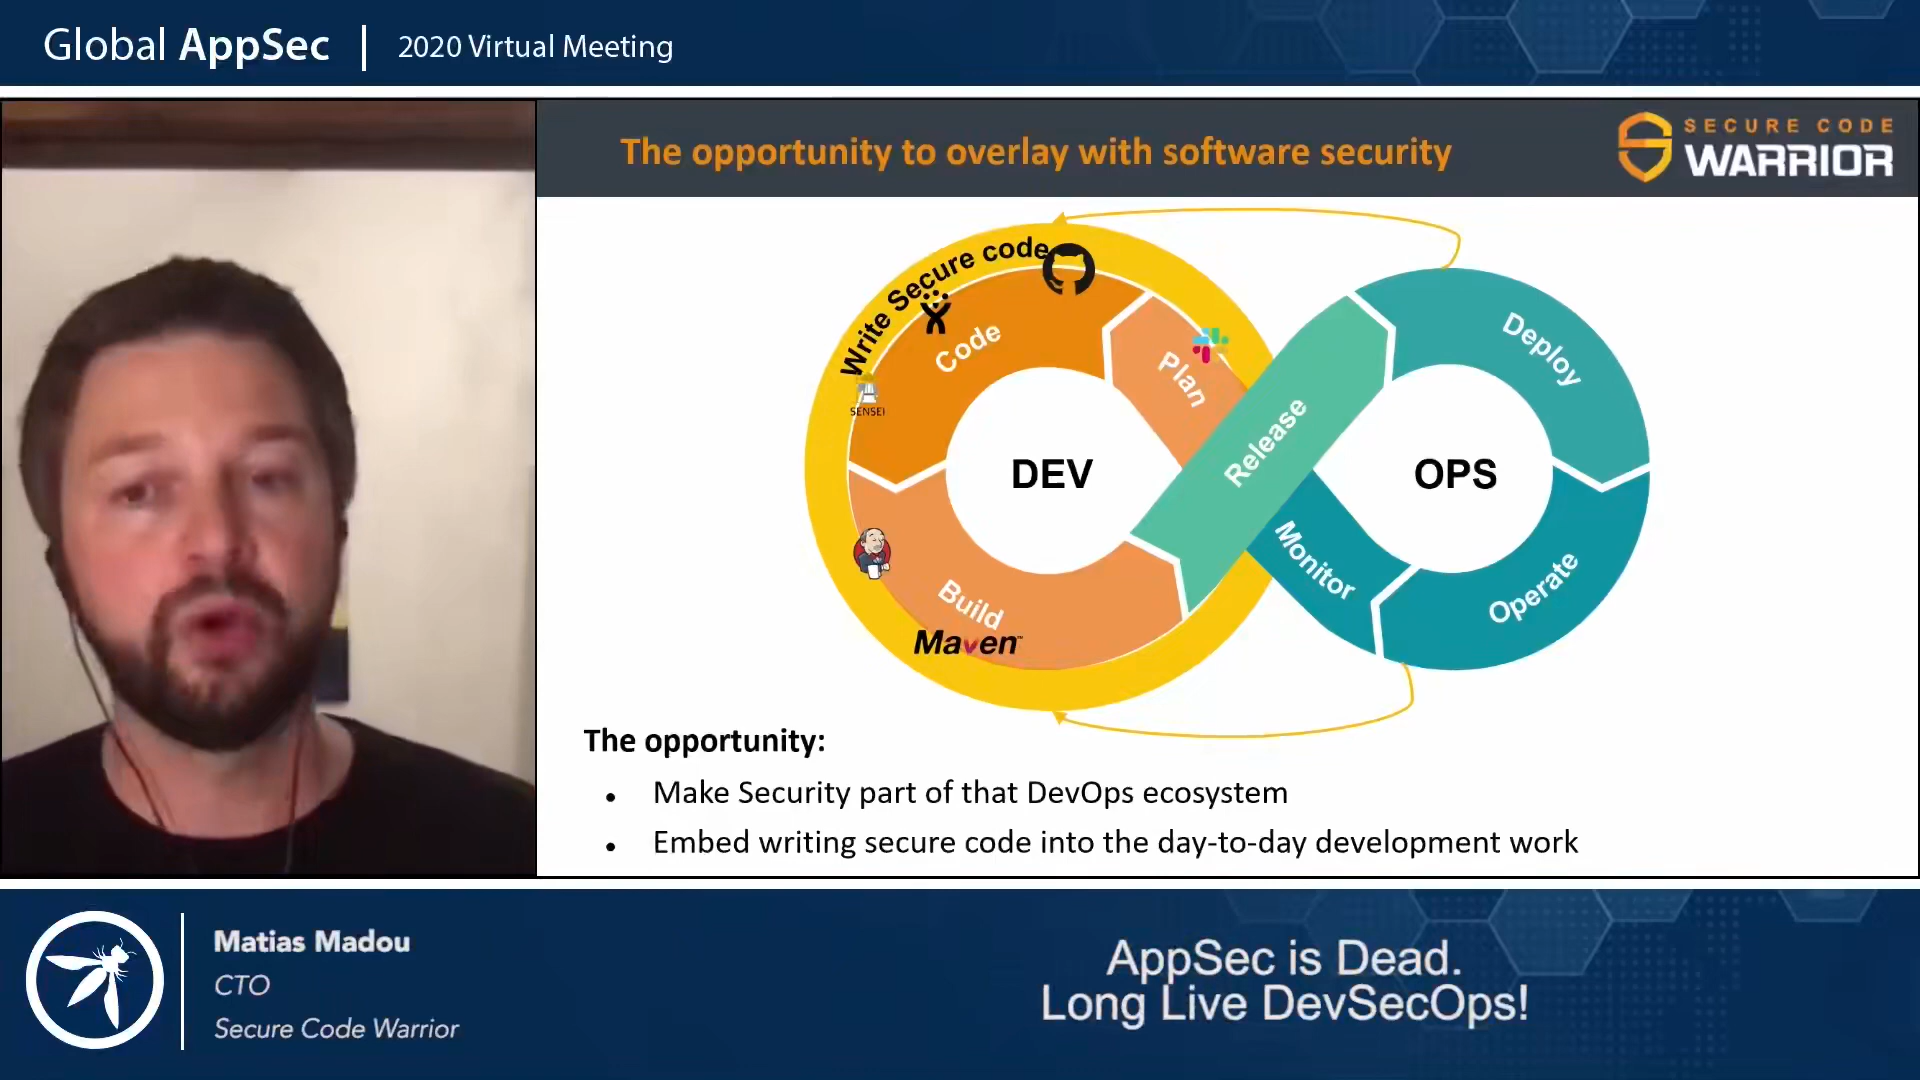 Global AppSec | 2020 Virtual Meeting
The opportunity to overlay with software security
SECURE CODE
WARRIOR
Write Secure code
Code
Plan
SENSEI
DEV
Build
Maven™
Release
Deploy
OPS
Monitor
Operate
The opportunity:
• Make Security part of that DevOps ecosystem
• Embed writing secure code into the day-to-day development work
Matias Madou
CTO
Secure Code Warrior
AppSec is Dead.
Long Live DevSecOps!